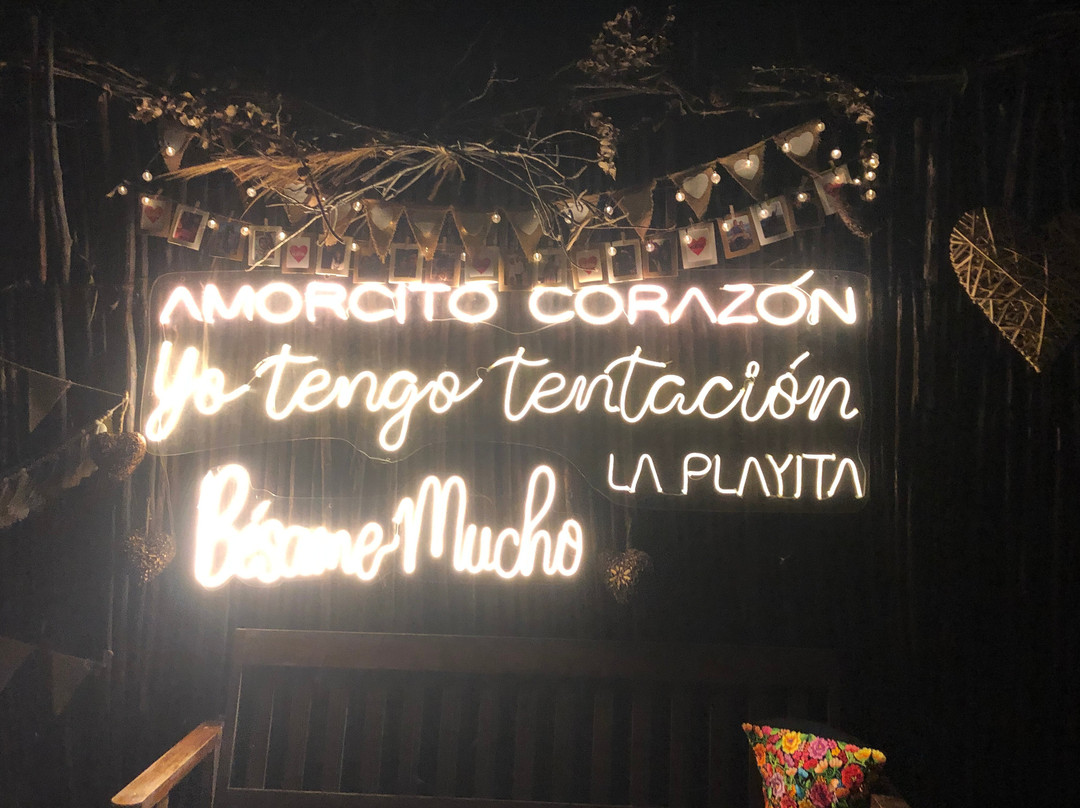 AMORCITO CORAZÓN
Yo tengo tentación
LA PLAYITA
Bésame Mucho